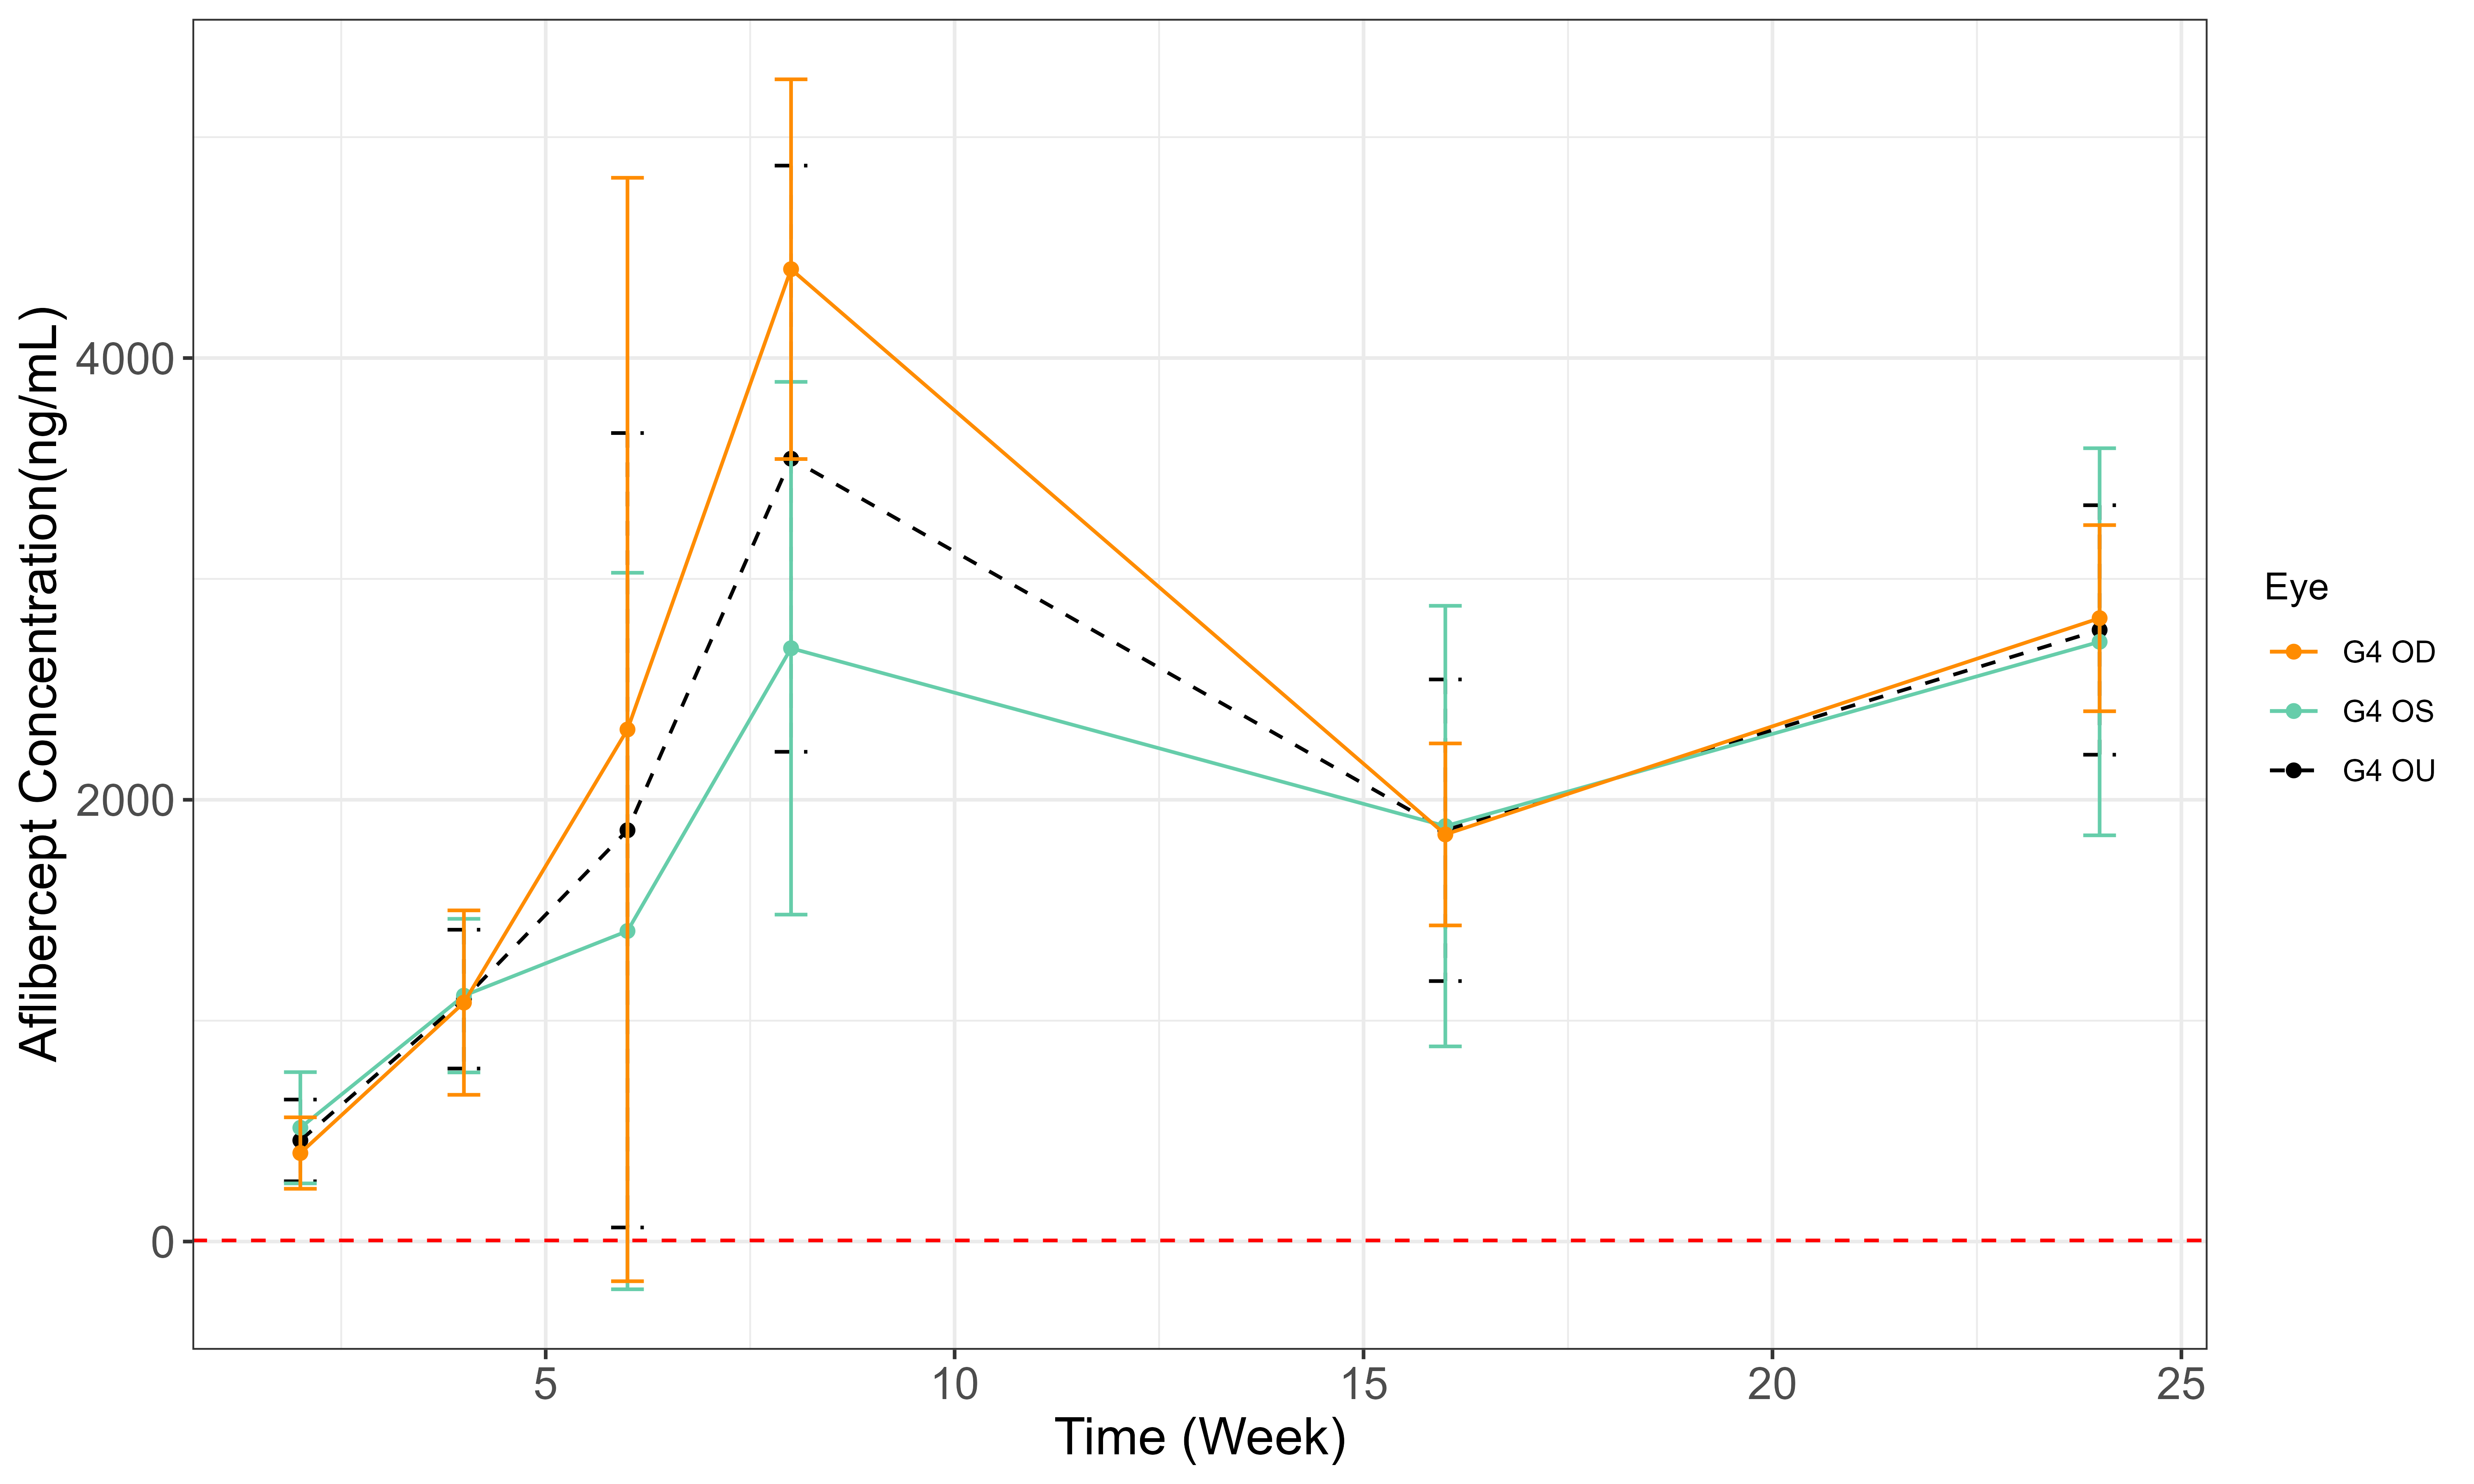 Aflibercept Concentration(ng/mL)
4000
2000
0
5 10 15 20 25
Time (Week)
Eye
G4 OD
G4 OS
G4 OU